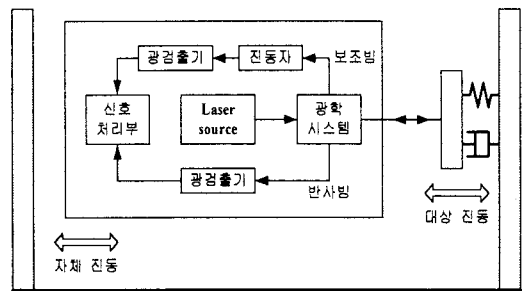 광검출기
진동자
보조빔
신호
처리부
Laser
source
광학
시스템
광검출기
반사빔
자체 진동
대상 진동